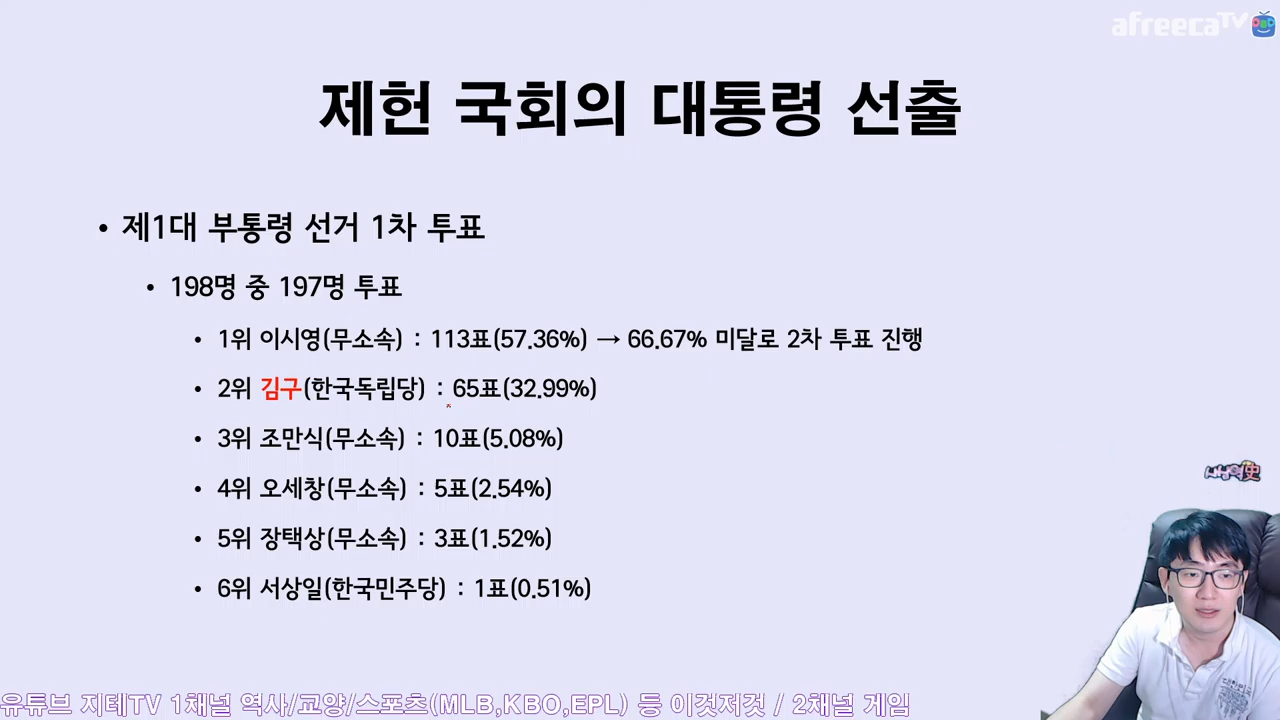 afreecaTV
제헌 국회의 대통령 선출
• 제1대 부통령 선거 1차 투표
• 198명 중 197명 투표
• 1위 이시영(무소속) : 113표(57.36%) → 66.67% 미달로 2차 투표 진행
• 2위 김구(한국독립당) : 65표(32.99%)
• 3위 조만식(무소속) : 10표(5.08%)
• 4위 오세창(무소속) : 5표(2.54%)
• 5위 장택상(무소속) : 3표(1.52%)
• 6위 서상일(한국민주당) : 1표(0.51%)
유튜브 지테TV 1채널 역사/교양/스포츠(MLB,KBO,EPL) 등 이것저것 / 2채널 게임